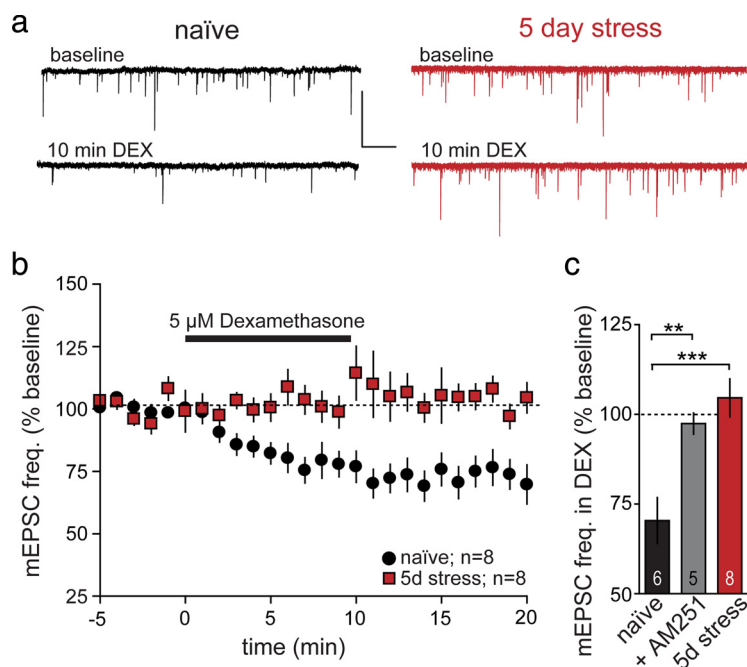 a
naïve
5 day stress
baseline
baseline
10 min DEX
10 min DEX
b
150
125
100
75
50
25
mEPSC freq. (% baseline)
5 µM Dexamethasone
naïve; n=8
5d stress; n=8
-5
0
5
10
15
20
time (min)
c
125
100
75
50
mEPSC freq. in DEX (% baseline)
**
***
6
5
8
naïve
+ AM251
5d stress